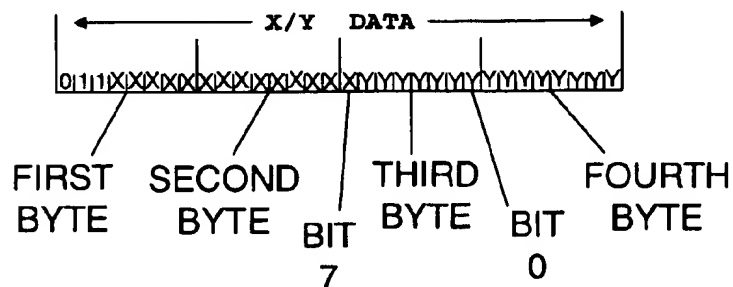 X/Y DATA
0|1|1|X|X|X|X|X|X|X|X|X|X|X|X|X|X|Y|Y|Y|Y|Y|Y|Y|Y|Y|Y|Y|Y|Y|Y|Y
FIRST BYTE
SECOND BYTE
BIT 7
THIRD BYTE
BIT 0
FOURTH BYTE